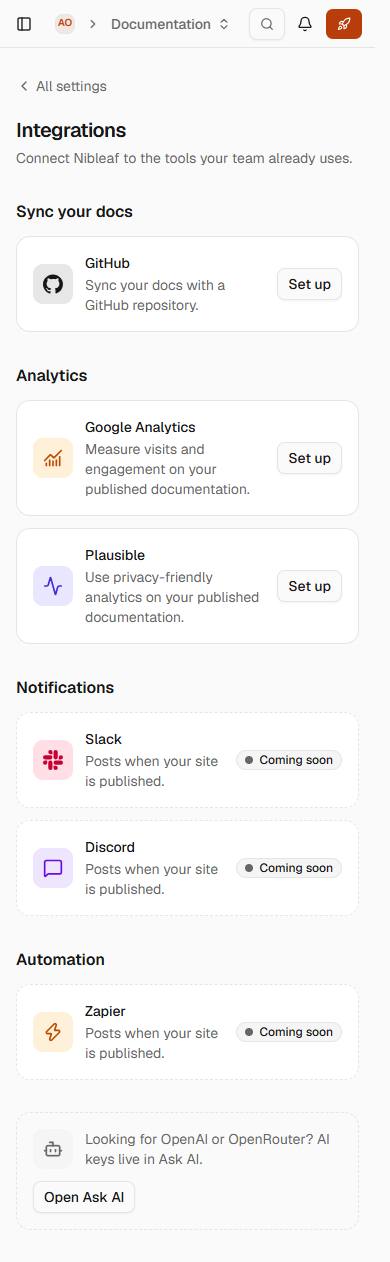 AO
Documentation
All settings
Integrations
Connect Nibleaf to the tools your team already uses.
Sync your docs
GitHub
Sync your docs with a
GitHub repository.
Set up
Analytics
Google Analytics
Measure visits and
engagement on your
published documentation.
Set up
Plausible
Use privacy-friendly
analytics on your published
documentation.
Set up
Notifications
Slack
Posts when your site
is published.
Coming soon
Discord
Posts when your site
is published.
Coming soon
Automation
Zapier
Posts when your site
is published.
Coming soon
Looking for OpenAI or OpenRouter? AI
keys live in Ask AI.
Open Ask AI